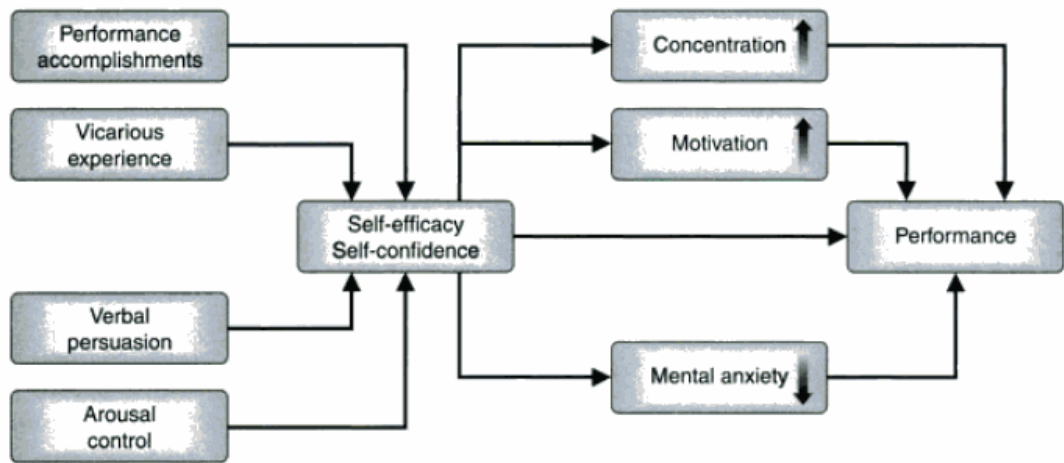 Performance
accomplishments
Vicarious
experience
Verbal
persuasion
Arousal
control
Self-efficacy
Self-confidence
Concentration
Motivation
Mental anxiety
Performance